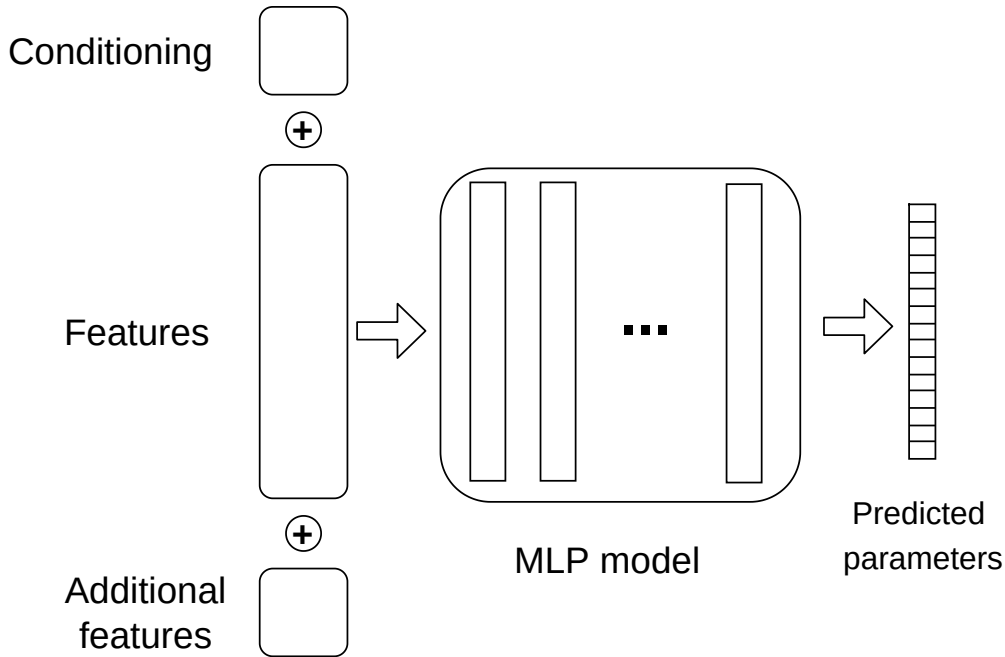 Conditioning
+
Features
+
Additional
features
...
MLP model
Predicted
parameters